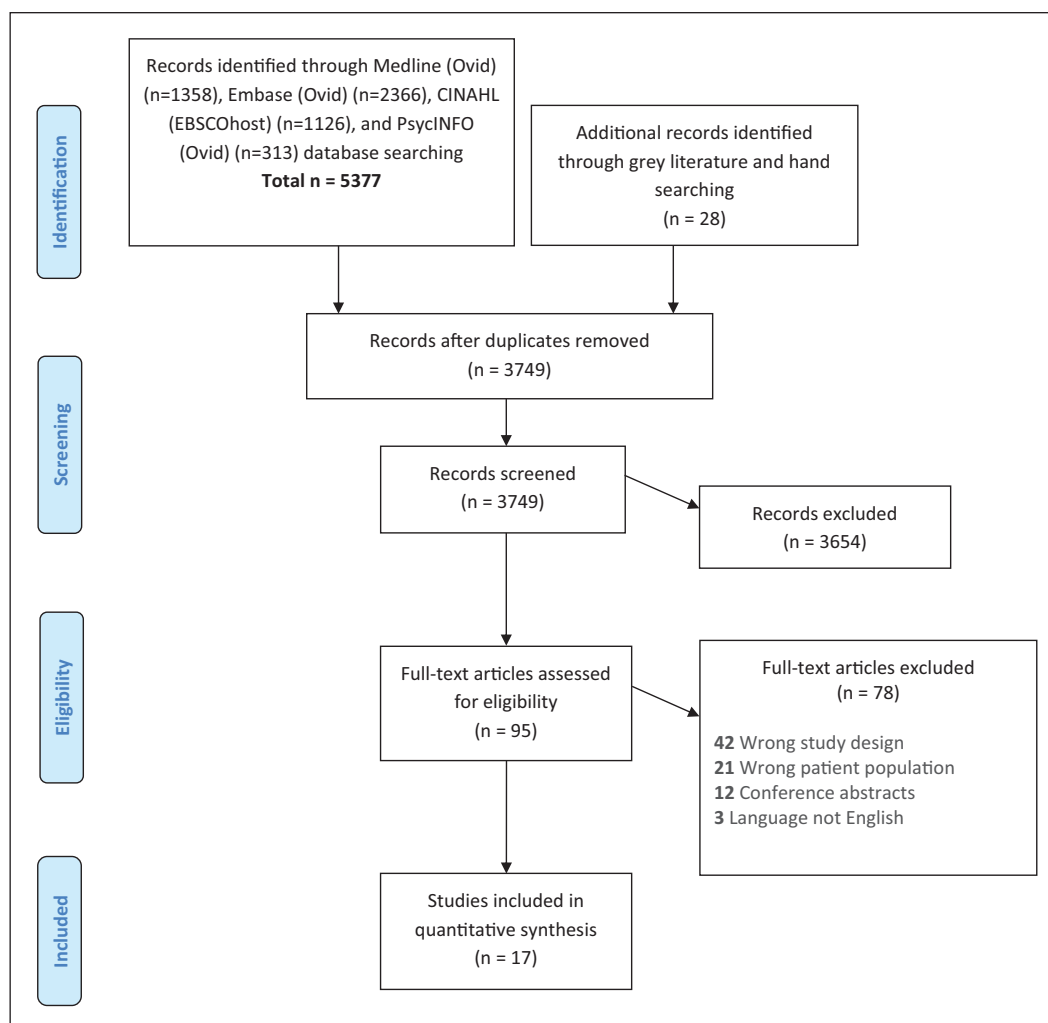 Identification
Records identified through Medline (Ovid)
(n=1358), Embase (Ovid) (n=2366), CINAHL
(EBSCOhost) (n=1126), and PsycINFO
(Ovid) (n=313) database searching
Total n = 5377
Additional records identified
through grey literature and hand
searching
(n = 28)
Records after duplicates removed
(n = 3749)
Screening
Records screened
(n = 3749)
Records excluded
(n = 3654)
Eligibility
Full-text articles assessed
for eligibility
(n = 95)
Full-text articles excluded
(n = 78)
42 Wrong study design
21 Wrong patient population
12 Conference abstracts
3 Language not English
Included
Studies included in
quantitative synthesis
(n = 17)